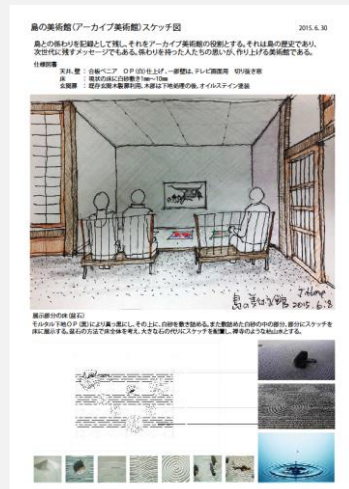 島の美術館(アーカイブ美術館)スケッチ図
2015.6.30
島との係わりを記録として残し、それをアーカイブ美術館の役割とする。それは島の歴史であり、
次世代に残すメッセージでもある。係わりを持った人たちの思いが、作り上げる美術館である。
仕様概要
天井、壁 : 合板ベニア OP(白)仕上げ、一部壁は、テレビ画面用 切り抜き有
床 : 現状の床に白砂敷き1mm~10mm
玄関扉 : 既存玄関木製扉利用、木部は下地処理の後、オイルステイン塗装
島の美術館
2015.6.8
展示部分の床(盆石)
モルタル下地OP(黒)により真っ黒にし、その上に、白砂を敷き詰める。また敷詰めた白砂の中の部分、部分にスケッチを
床に展示する。盆石の方法で床全体を考え、大きな石の代りにスケッチを配置し、禅寺のような枯山水とする。